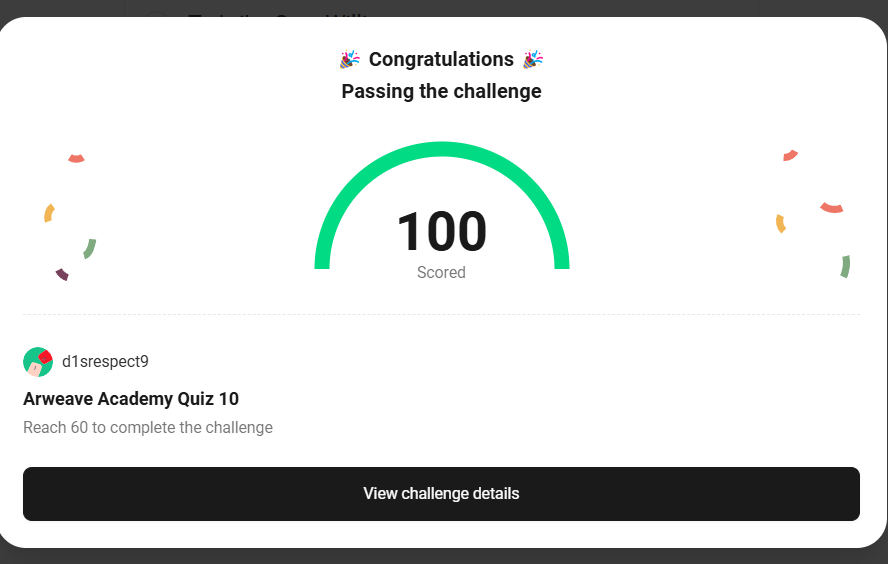 🎉 Congratulations 🎉
Passing the challenge
100
Scored
d1srespect9
Arweave Academy Quiz 10
Reach 60 to complete the challenge
View challenge details